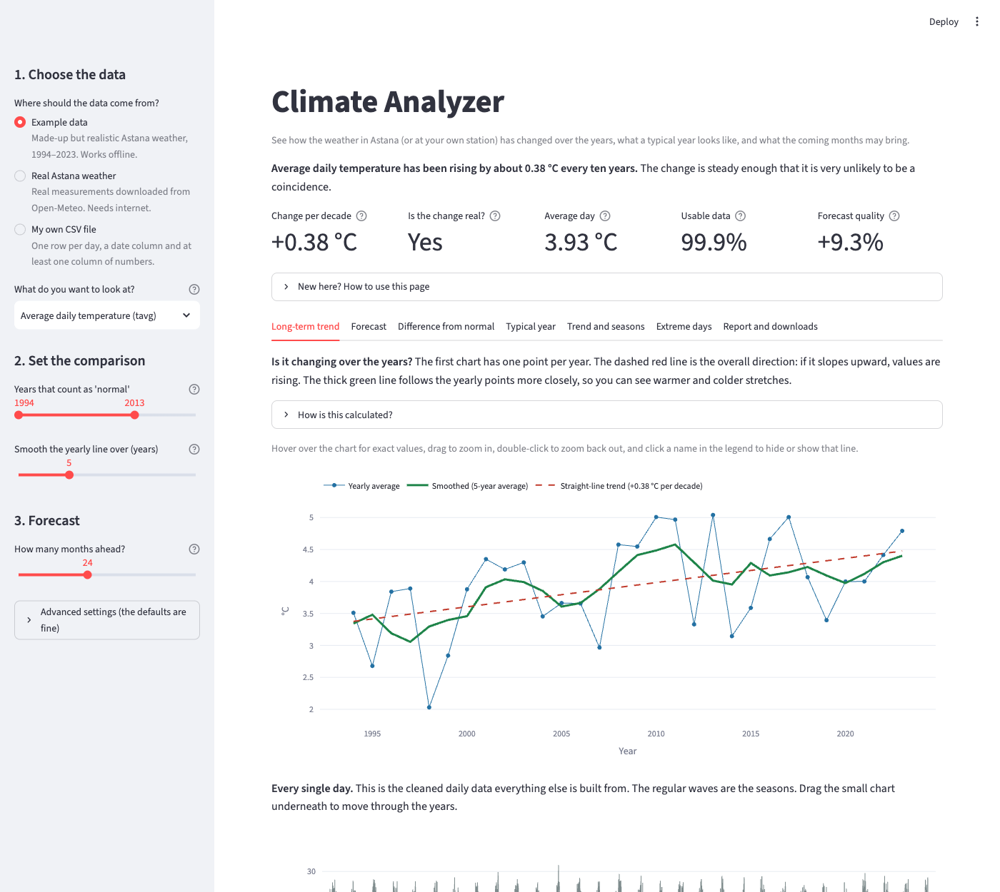 Deploy
1. Choose the data
Where should the data come from?
Example data
Made-up but realistic Astana weather,
1994–2023. Works offline.
Real Astana weather
Real measurements downloaded from
Open-Meteo. Needs internet.
My own CSV file
One row per day, a date column and at
least one column of numbers.
What do you want to look at?
Average daily temperature (tavg)
2. Set the comparison
Years that count as 'normal'
1994 2013
Smooth the yearly line over (years)
5
3. Forecast
How many months ahead?
24
Advanced settings (the defaults are
fine)
Climate Analyzer
See how the weather in Astana (or at your own station) has changed over the years, what a typical year looks like, and what the coming months may bring.
Average daily temperature has been rising by about 0.38 °C every ten years. The change is steady enough that it is very unlikely to be a
coincidence.
Change per decade Is the change real? Average day Usable data Forecast quality
+0.38 °C Yes 3.93 °C 99.9% +9.3%
New here? How to use this page
Long-term trend Forecast Difference from normal Typical year Trend and seasons Extreme days Report and downloads
Is it changing over the years? The first chart has one point per year. The dashed red line is the overall direction: if it slopes upward, values are
rising. The thick green line follows the yearly points more closely, so you can see warmer and colder stretches.
How is this calculated?
Hover over the chart for exact values, drag to zoom in, double-click to zoom back out, and click a name in the legend to hide or show that line.
Yearly average Smoothed (5-year average) Straight-line trend (+0.38 °C per decade)
5
4.5
4
3.5
3
2.5
2
°C
1995 2000 2005 2010 2015 2020
Year
Every single day. This is the cleaned daily data everything else is built from. The regular waves are the seasons. Drag the small chart
underneath to move through the years.
30